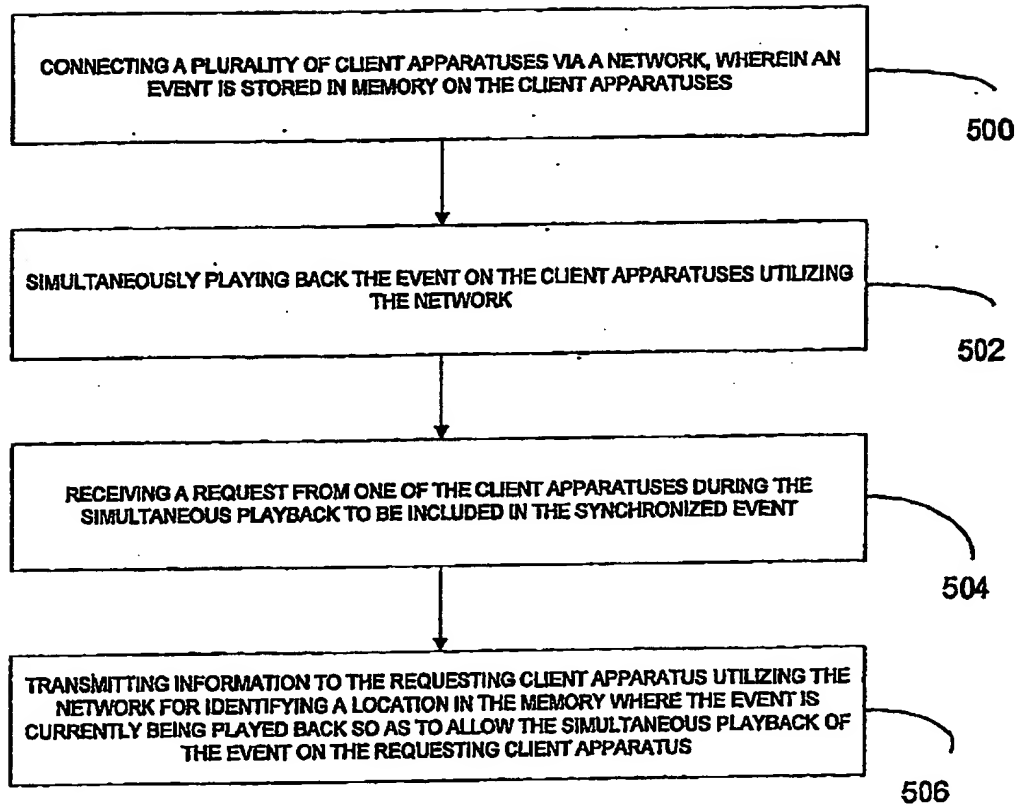 CONNECTING A PLURALITY OF CLIENT APPARATUSES VIA A NETWORK, WHEREIN AN
EVENT IS STORED IN MEMORY ON THE CLIENT APPARATUSES
500
SIMULTANEOUSLY PLAYING BACK THE EVENT ON THE CLIENT APPARATUSES UTILIZING
THE NETWORK
502
RECEIVING A REQUEST FROM ONE OF THE CLIENT APPARATUSES DURING THE
SIMULTANEOUS PLAYBACK TO BE INCLUDED IN THE SYNCHRONIZED EVENT
504
TRANSMITTING INFORMATION TO THE REQUESTING CLIENT APPARATUS UTILIZING THE
NETWORK FOR IDENTIFYING A LOCATION IN THE MEMORY WHERE THE EVENT IS
CURRENTLY BEING PLAYED BACK SO AS TO ALLOW THE SIMULTANEOUS PLAYBACK OF
THE EVENT ON THE REQUESTING CLIENT APPARATUS
506